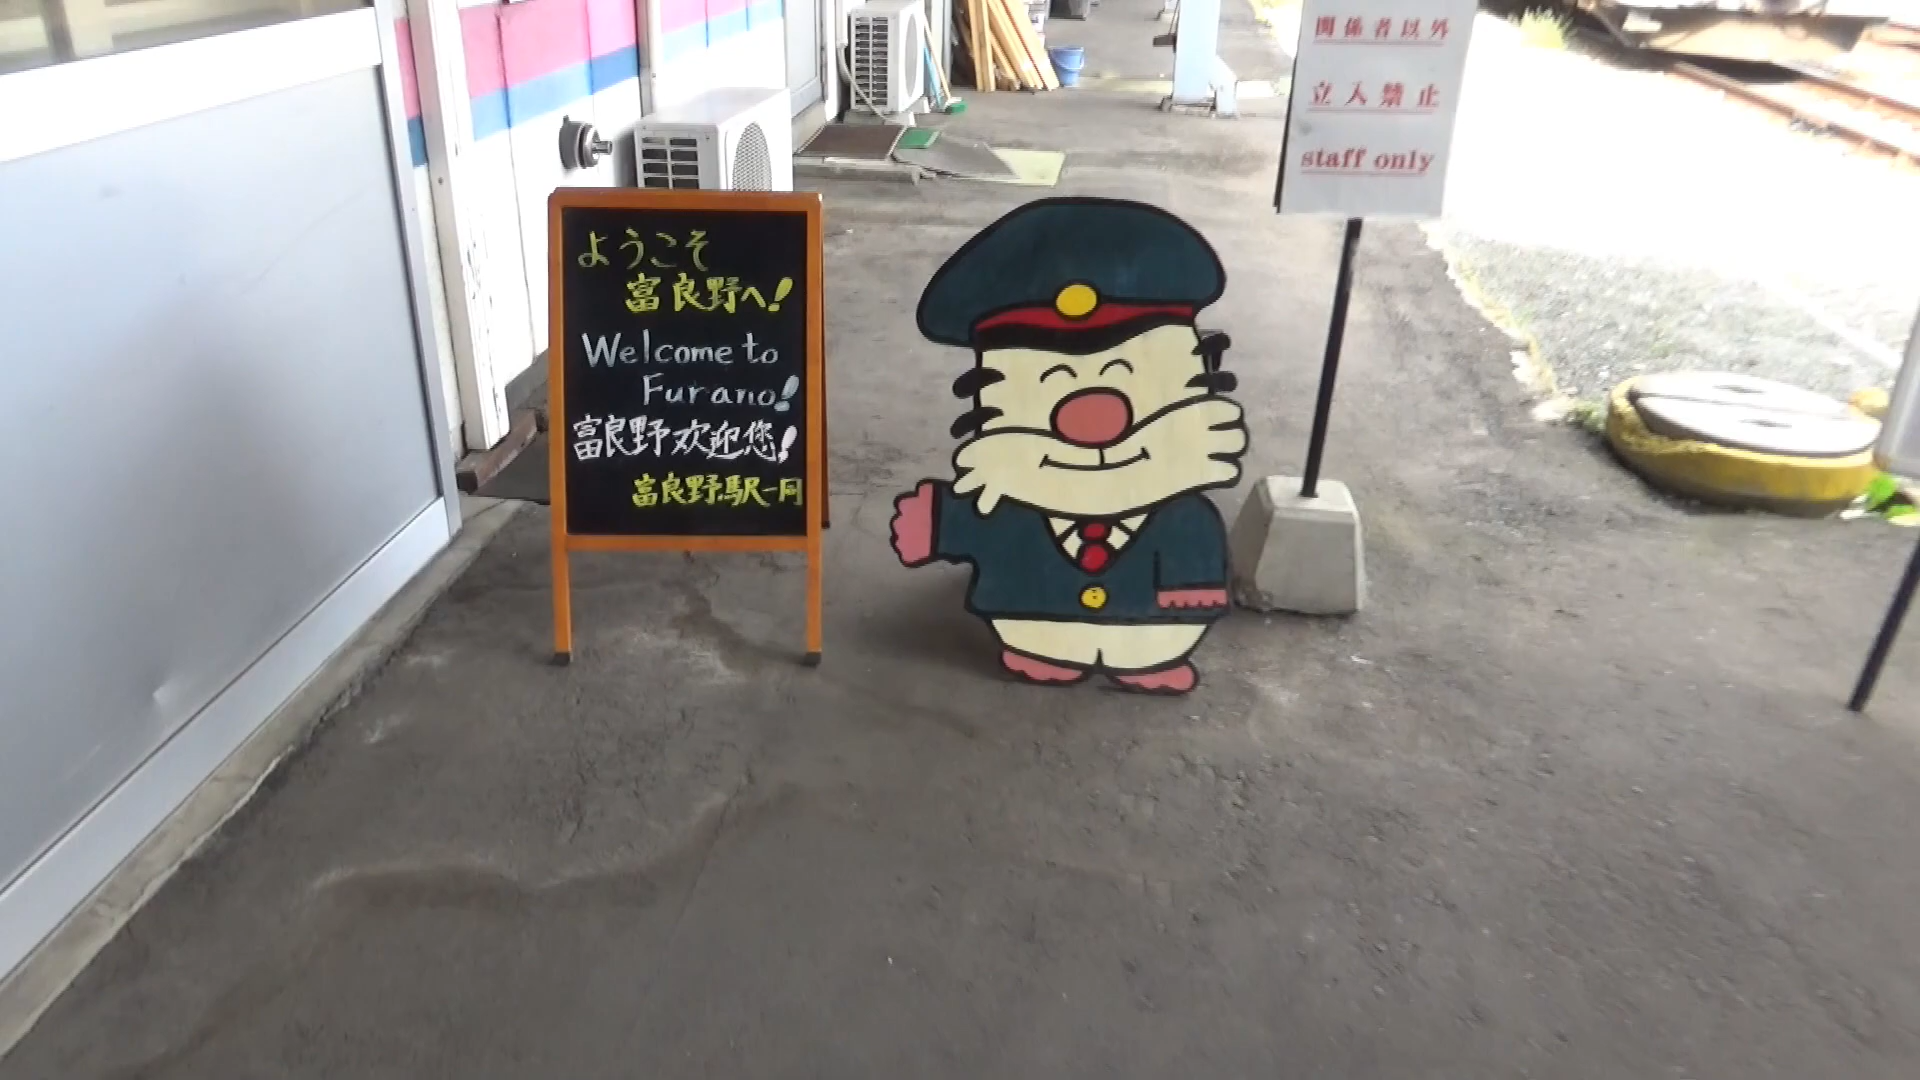 ようこそ
富良野へ!
Welcome to
Furano!
富良野欢迎您!
富良野駅一同
関係者以外
立入禁止
staff only